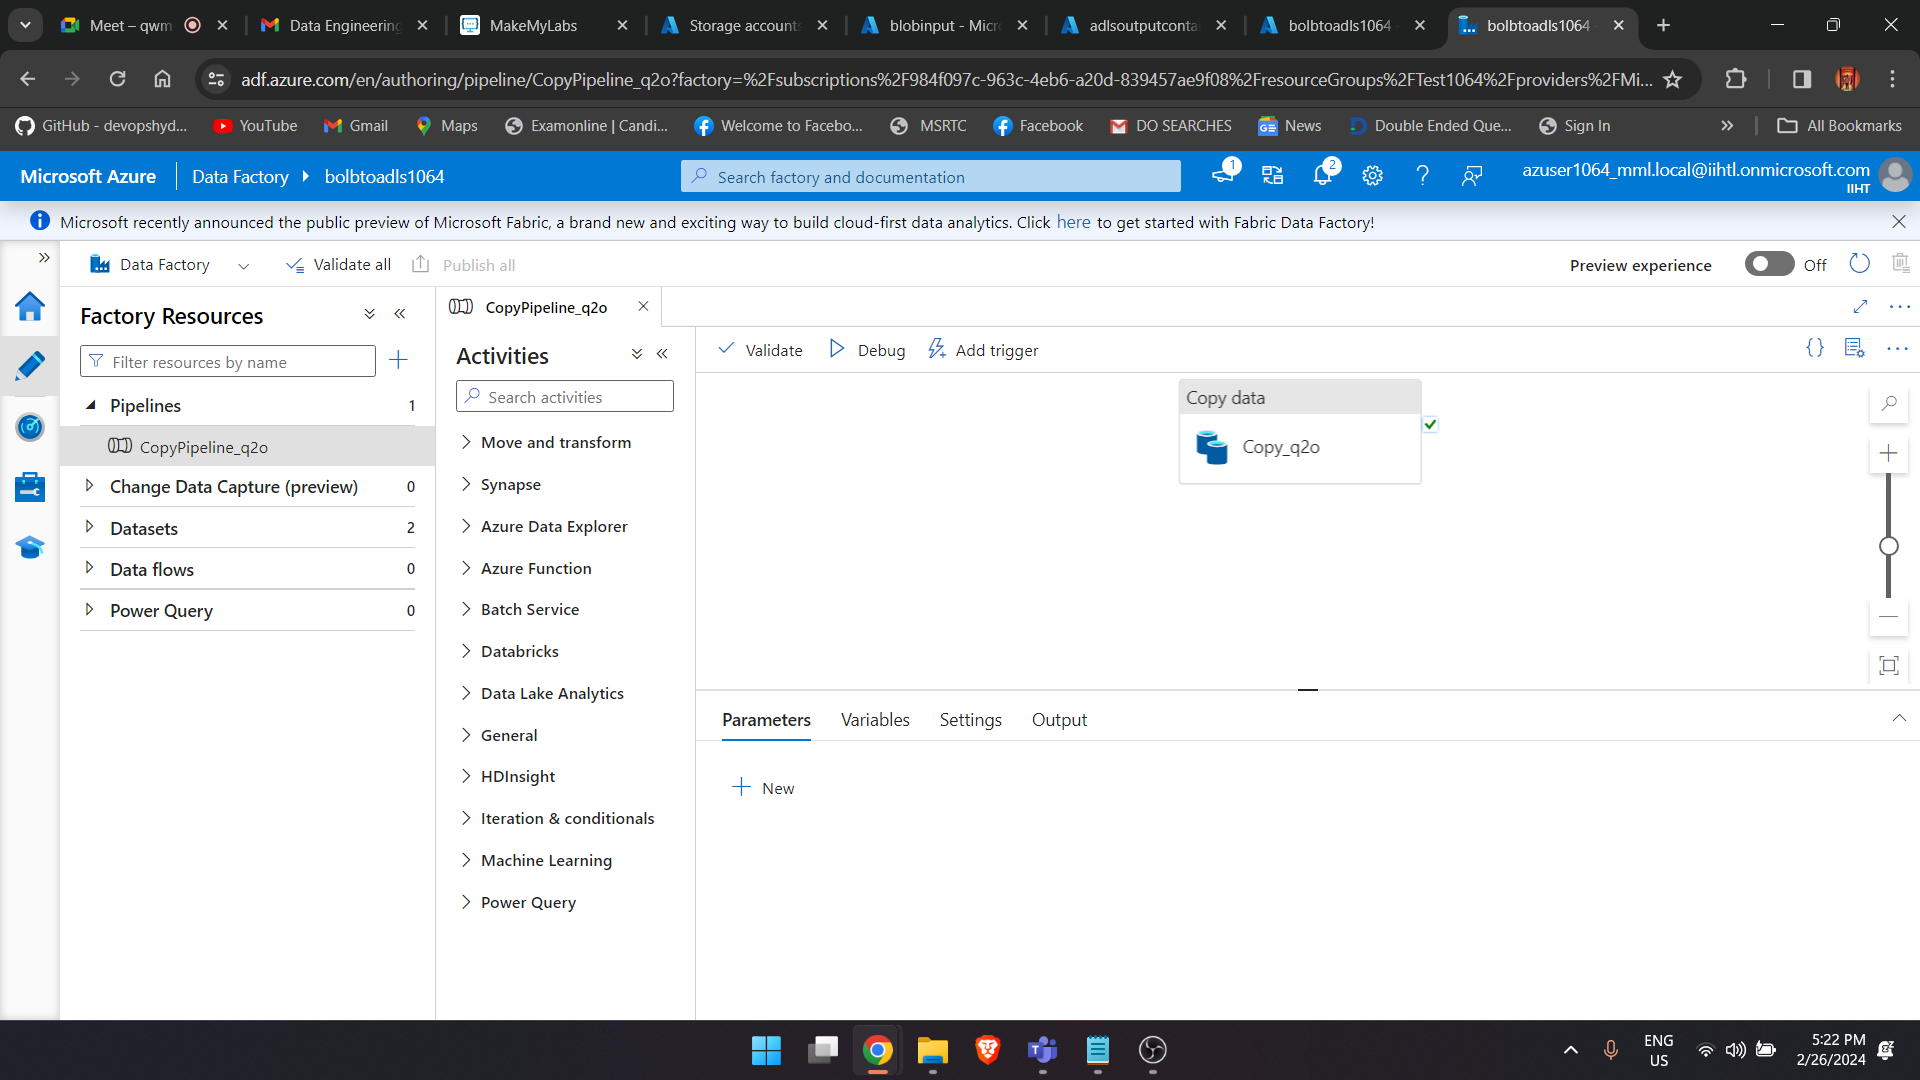 Meet – qwm
Data Engineering
MakeMyLabs
Storage accounts
blobinput - Micr
adlsoutputconta
bolbtoadls1064
bolbtoadls1064
adf.azure.com/en/authoring/pipeline/CopyPipeline_q2o?factory=%2Fsubscriptions%2F984f097c-963c-4eb6-a20d-839457ae9f08%2FresourceGroups%2FTest1064%2Fproviders%2FMi...
GitHub - devopshyd...
YouTube
Gmail
Maps
Examonline | Candi...
Welcome to Facebo...
MSRTC
Facebook
DO SEARCHES
News
Double Ended Que...
Sign In
All Bookmarks
Microsoft Azure
Data Factory
bolbtoadls1064
Search factory and documentation
1
2
azuser1064_mml.local@iihtl.onmicrosoft.com
IIHT
Microsoft recently announced the public preview of Microsoft Fabric, a brand new and exciting way to build cloud-first data analytics. Click here to get started with Fabric Data Factory!
Data Factory
Validate all
Publish all
Preview experience
Off
Factory Resources
Filter resources by name
Pipelines 1
CopyPipeline_q2o
Change Data Capture (preview) 0
Datasets 2
Data flows 0
Power Query 0
CopyPipeline_q2o
Activities
Search activities
Move and transform
Synapse
Azure Data Explorer
Azure Function
Batch Service
Databricks
Data Lake Analytics
General
HDInsight
Iteration & conditionals
Machine Learning
Power Query
Validate
Debug
Add trigger
Copy data
Copy_q2o
Parameters
Variables
Settings
Output
New
ENG
US
5:22 PM
2/26/2024